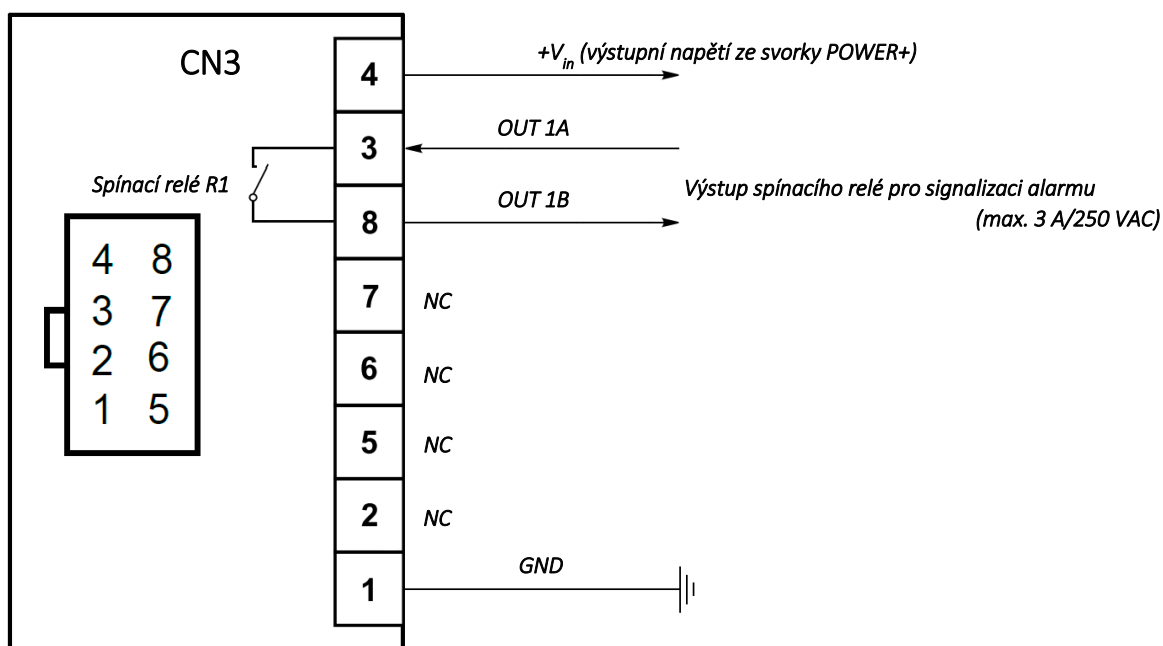 CN3
4
+Vin (výstupní napětí ze svorky POWER+)
3
OUT 1A
Spínací relé R1
8
OUT 1B
Výstup spínacího relé pro signalizaci alarmu
(max. 3 A/250 VAC)
4 8
3 7
2 6
1 5
7 NC
6 NC
5 NC
2 NC
1
GND